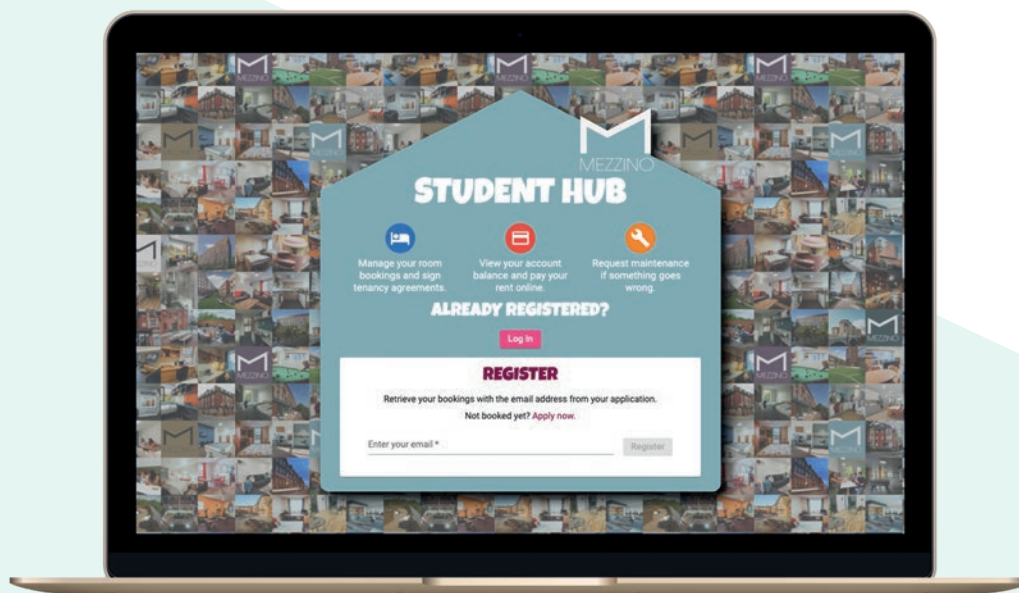 MEZZINO
STUDENT HUB
Manage your room
bookings and sign
tenancy agreements.
View your account
balance and pay your
rent online.
Request maintenance
if something goes
wrong.
ALREADY REGISTERED?
Log In
REGISTER
Retrieve your bookings with the email address from your application.
Not booked yet? Apply now.
Enter your email *
Register